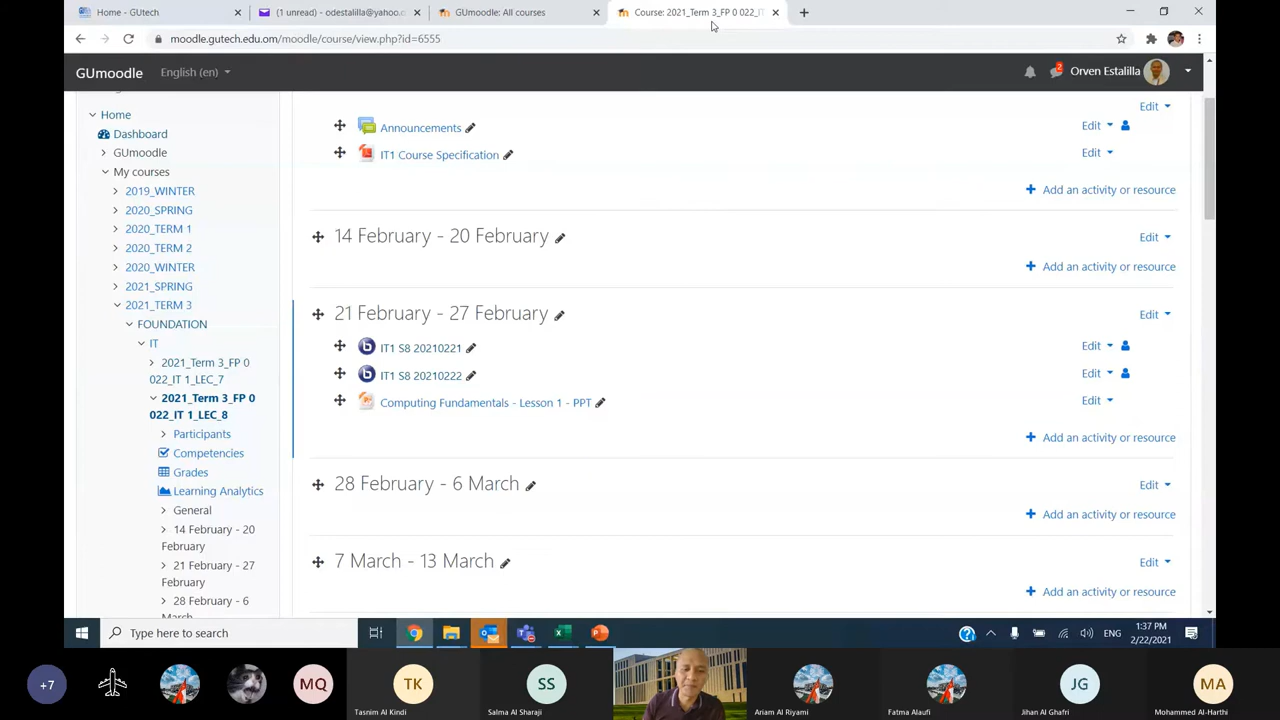 Home - GUtech
(1 unread) - odestalilla@yahoo.c
GUmoodle: All courses
Course: 2021_Term 3_FP 0 022_I
moodle.gutech.edu.om/moodle/course/view.php?id=6555
GUmoodle
English (en)
2
Orven Estalilla
Home
Dashboard
GUmoodle
My courses
2019_WINTER
2020_SPRING
2020_TERM 1
2020_TERM 2
2020_WINTER
2021_SPRING
2021_TERM 3
FOUNDATION
IT
2021_Term 3_FP 0
022_IT 1_LEC_7
2021_Term 3_FP 0
022_IT 1_LEC_8
Participants
Competencies
Grades
Learning Analytics
General
14 February - 20
February
21 February - 27
February
28 February - 6
March
Edit
Announcements
Edit
IT1 Course Specification
Edit
+ Add an activity or resource
14 February - 20 February
Edit
+ Add an activity or resource
21 February - 27 February
Edit
b IT1 S8 20210221
Edit
b IT1 S8 20210222
Edit
Computing Fundamentals - Lesson 1 - PPT
Edit
+ Add an activity or resource
28 February - 6 March
Edit
+ Add an activity or resource
7 March - 13 March
Edit
+ Add an activity or resource
Type here to search
ENG
1:37 PM
2/22/2021
+7
MQ
TK
Tasnim Al Kindi
SS
Salma Al Sharaji
Ariam Al Riyami
Fatma Alaufi
JG
Jihan Al Ghafri
MA
Mohammed Al-Harthi